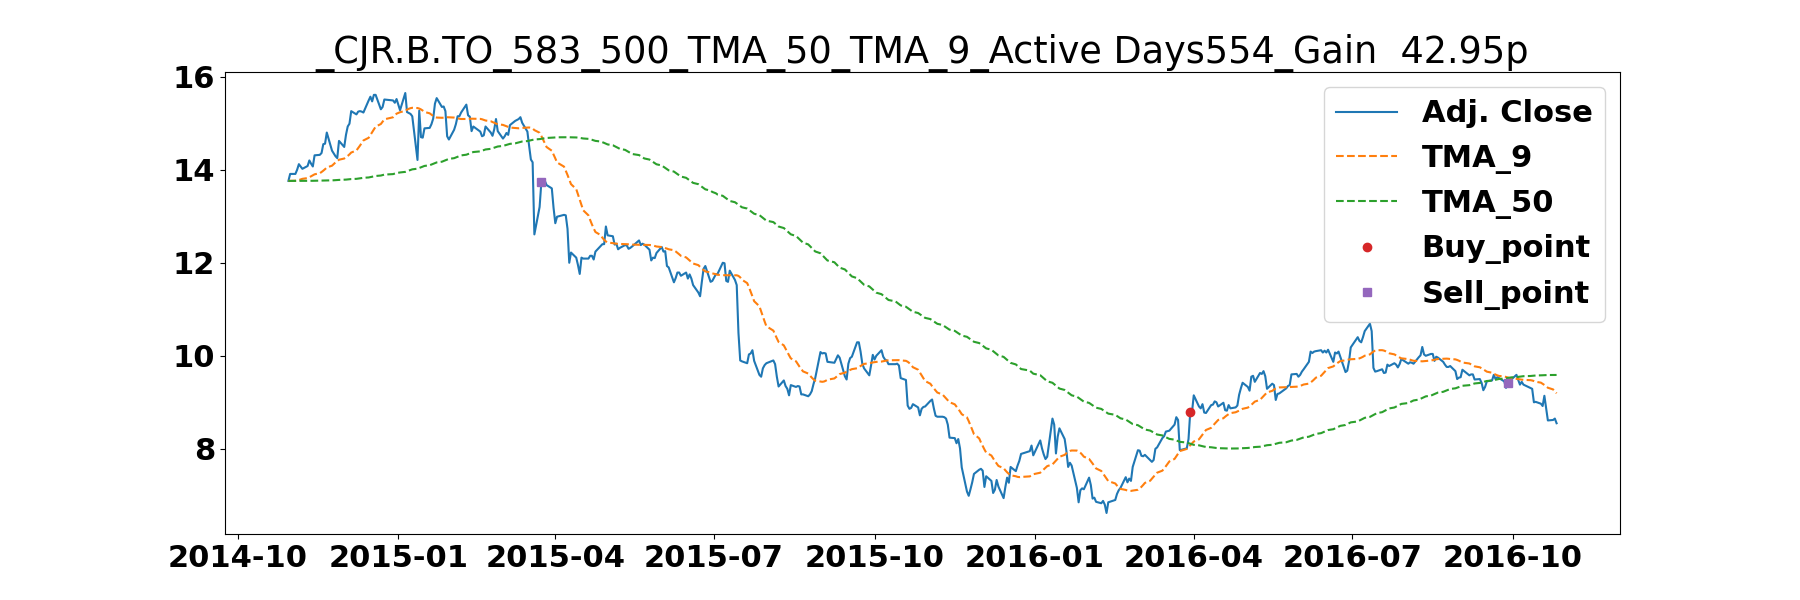 _CJR.B.TO_583_500_TMA_50_TMA_9_Active Days554_Gain  42.95p
16
14
12
10
8
Adj. Close
TMA_9
TMA_50
Buy_point
Sell_point
2014-10 2015-01 2015-04 2015-07 2015-10 2016-01 2016-04 2016-07 2016-10